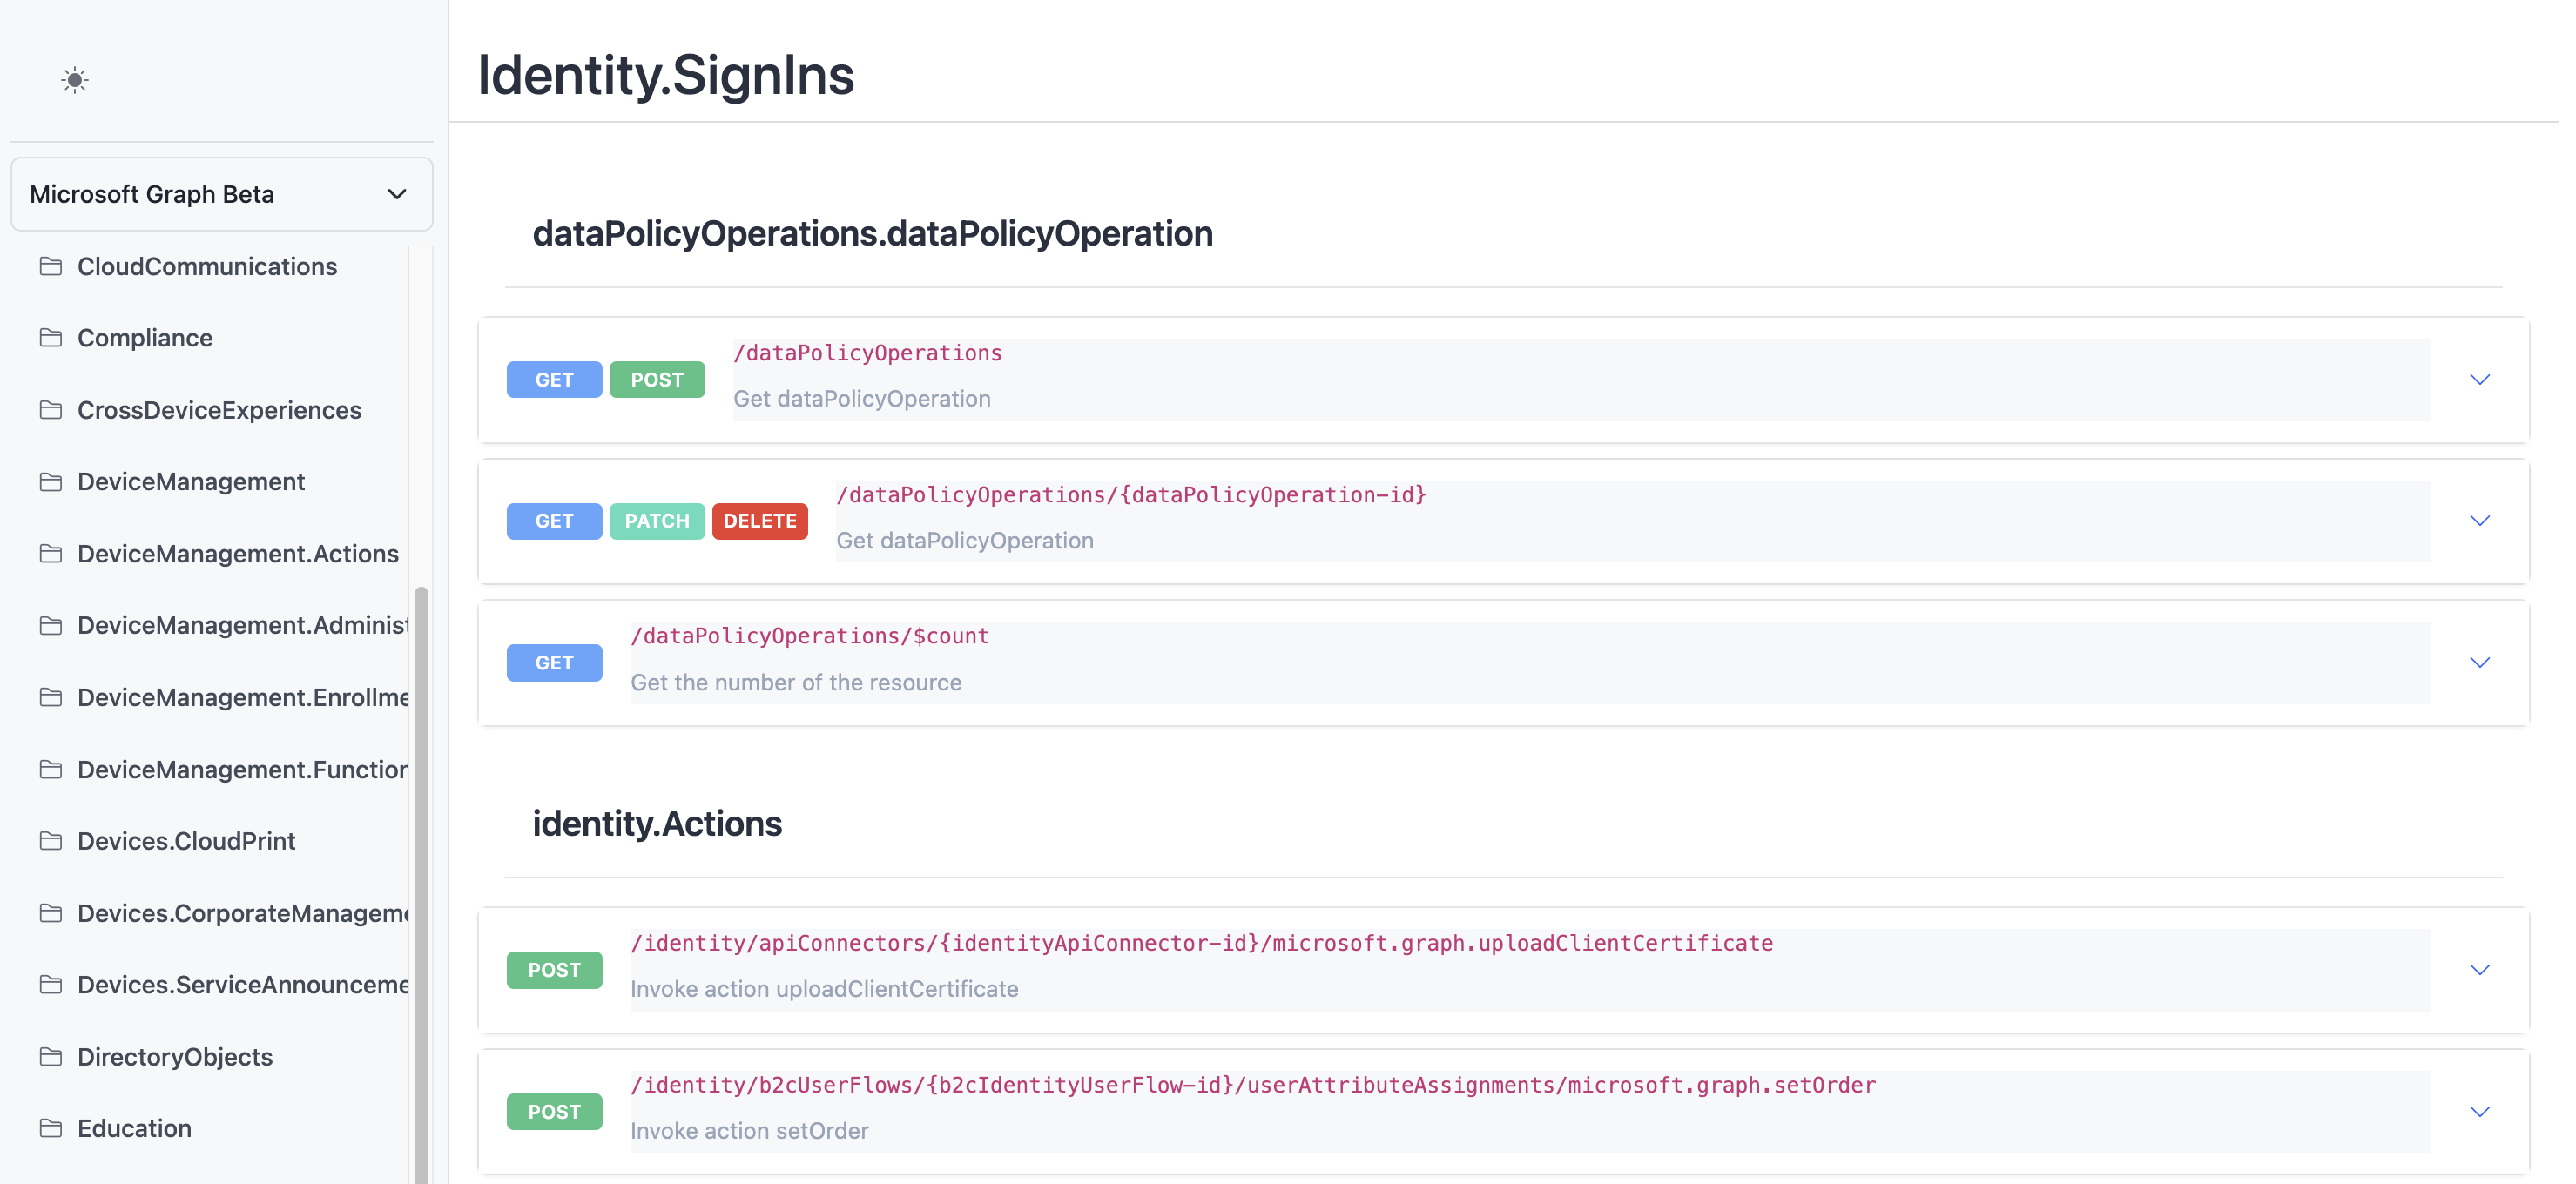 Microsoft Graph Beta
CloudCommunications
Compliance
CrossDeviceExperiences
DeviceManagement
DeviceManagement.Actions
DeviceManagement.Administ
DeviceManagement.Enrollme
DeviceManagement.Function
Devices.CloudPrint
Devices.CorporateManageme
Devices.ServiceAnnounceme
DirectoryObjects
Education
Identity.SignIns
dataPolicyOperations.dataPolicyOperation
GET POST /dataPolicyOperations
Get dataPolicyOperation
GET PATCH DELETE /dataPolicyOperations/{dataPolicyOperation-id}
Get dataPolicyOperation
GET /dataPolicyOperations/$count
Get the number of the resource
identity.Actions
POST /identity/apiConnectors/{identityApiConnector-id}/microsoft.graph.uploadClientCertificate
Invoke action uploadClientCertificate
POST /identity/b2cUserFlows/{b2cIdentityUserFlow-id}/userAttributeAssignments/microsoft.graph.setOrder
Invoke action setOrder